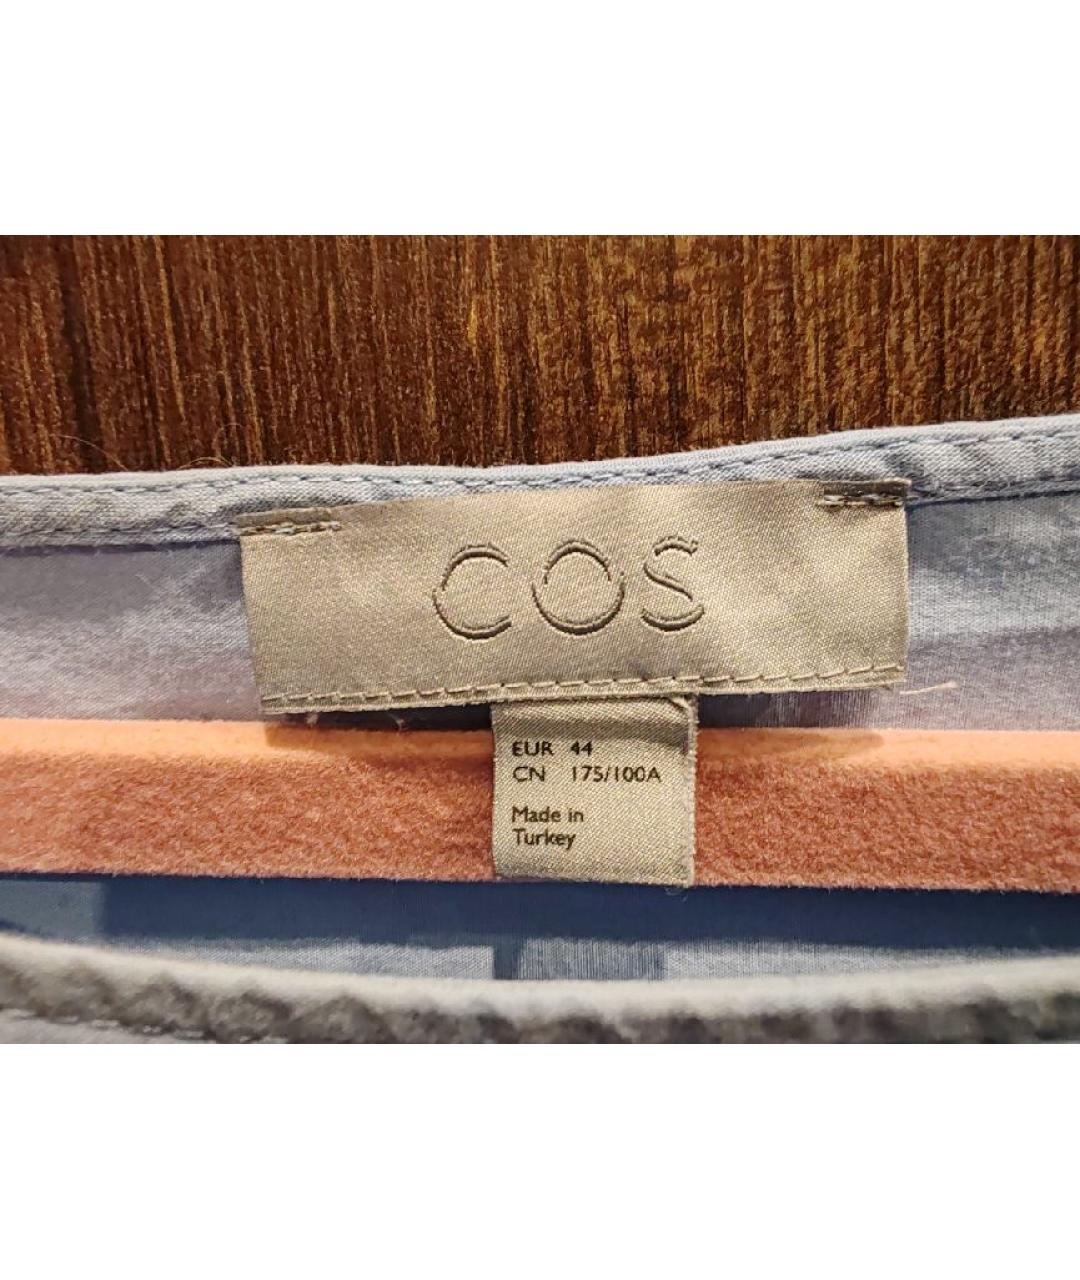 COS
EUR 44
CN 175/100A
Made in
Turkey